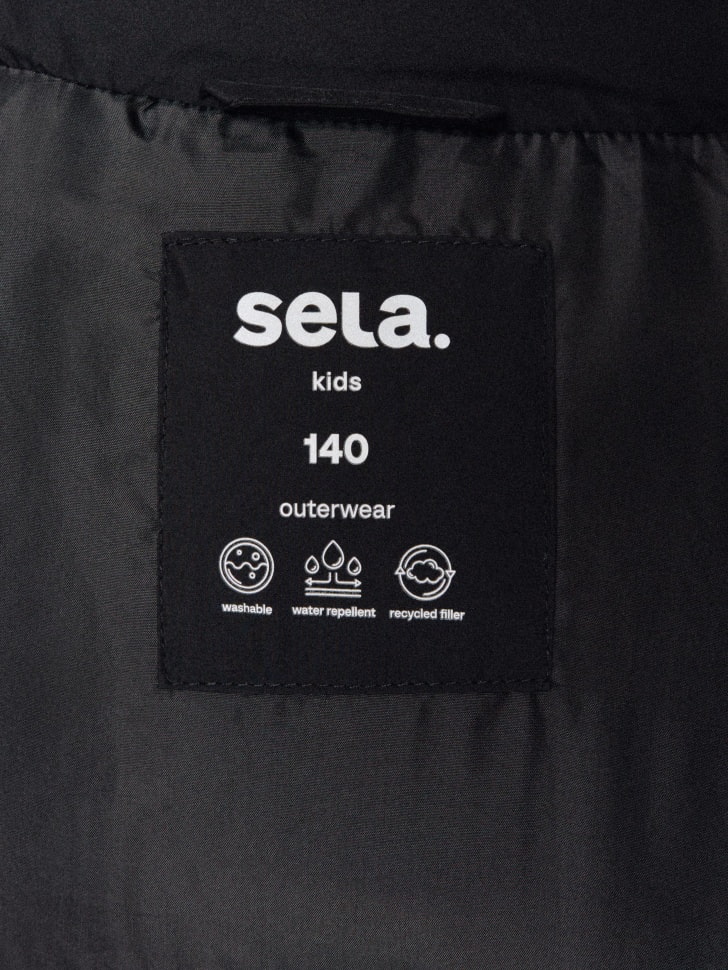 sela.
kids
140
outerwear
washable water repellent recycled filler